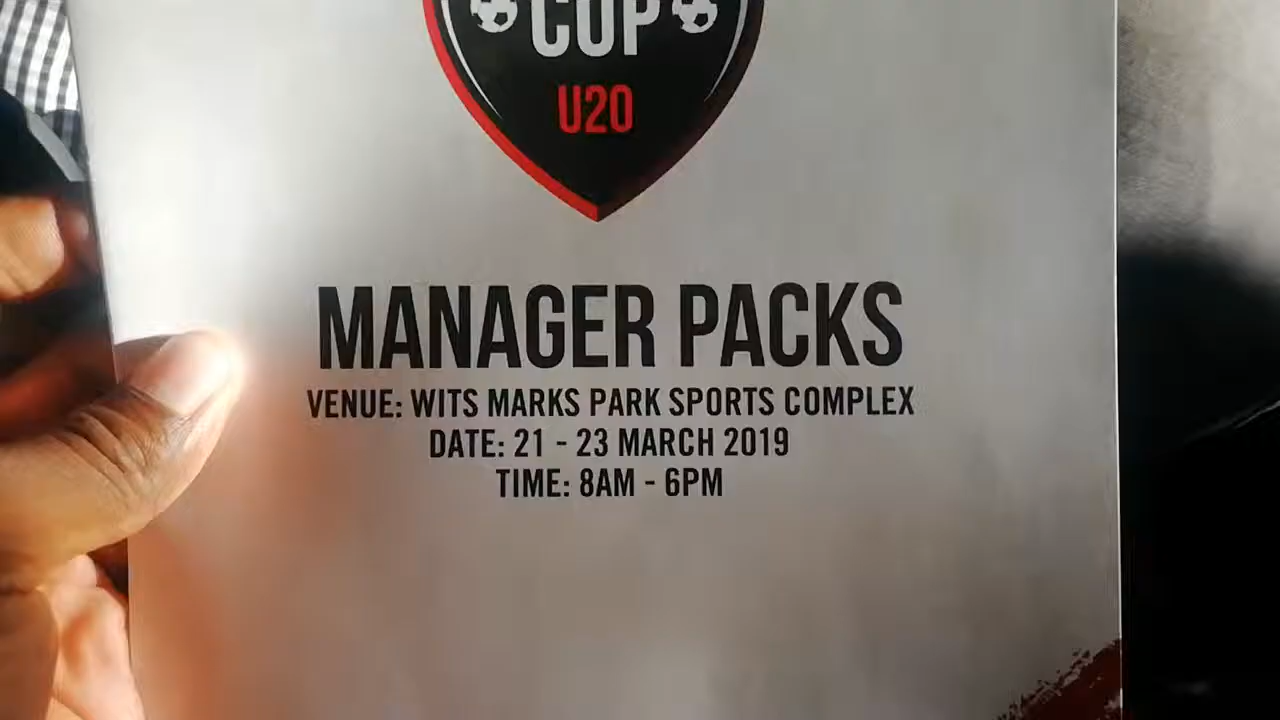 CUP
U20
MANAGER PACKS
VENUE: WITS MARKS PARK SPORTS COMPLEX
DATE: 21 - 23 MARCH 2019
TIME: 8AM - 6PM